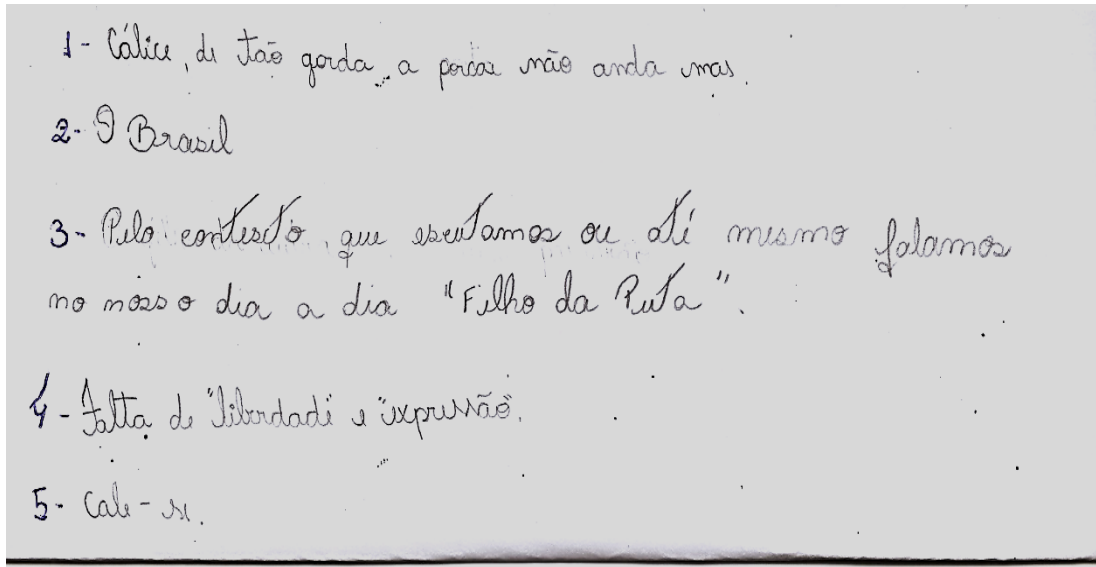 1- Cálice, de tão gorda, a porca não anda mas.
2- O Brasil
3- Pelo contexto, que escutamos ou até mesmo falamos
no nosso dia a dia "Filho da Puta".
4- Falta de "liberdade" e "expressão".
5- Cale-se.